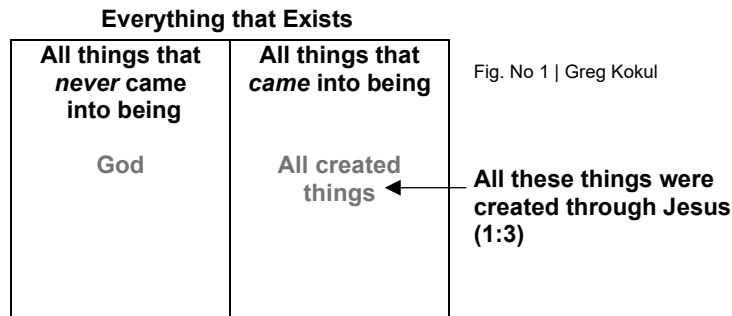 Everything that Exists
All things that
never came
into being
All things that
came into being
Fig. No 1 | Greg Kokul
God
All created
things
All these things were
created through Jesus
(1:3)